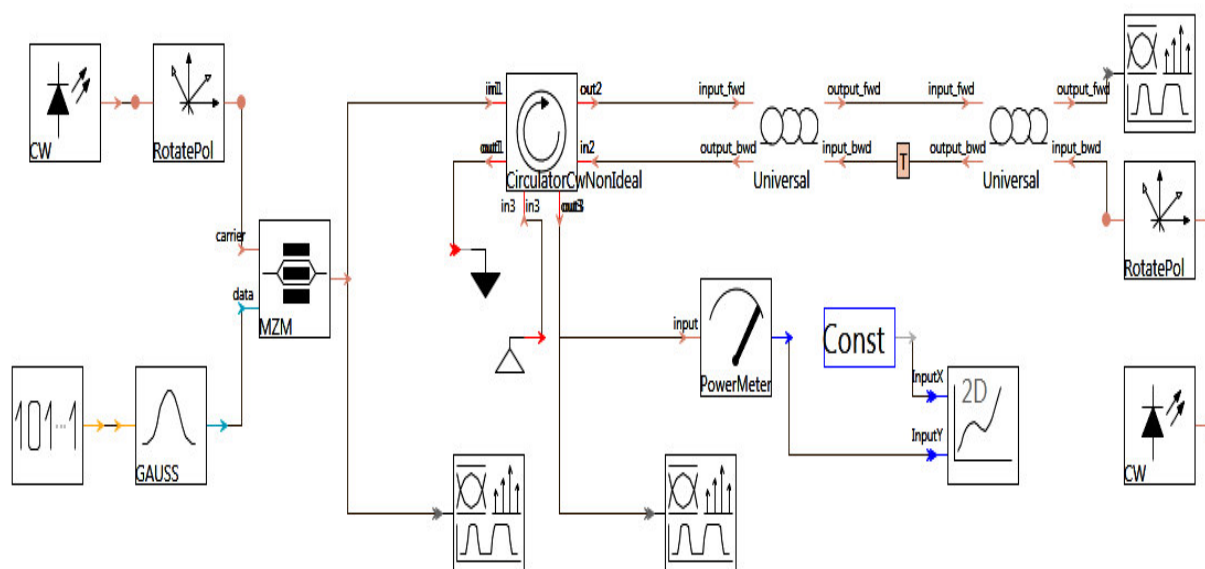 CW
RotatePol
carrier
data
MZM
101...1
GAUSS
in1
out2
out1
in2
CirculatorCwNonIdeal
in3
in3
out3
input_fwd
output_fwd
output_bwd
input_bwd
Universal
T
input_fwd
output_fwd
output_bwd
input_bwd
Universal
RotatePol
input
PowerMeter
Const
InputX
InputY
2D
CW